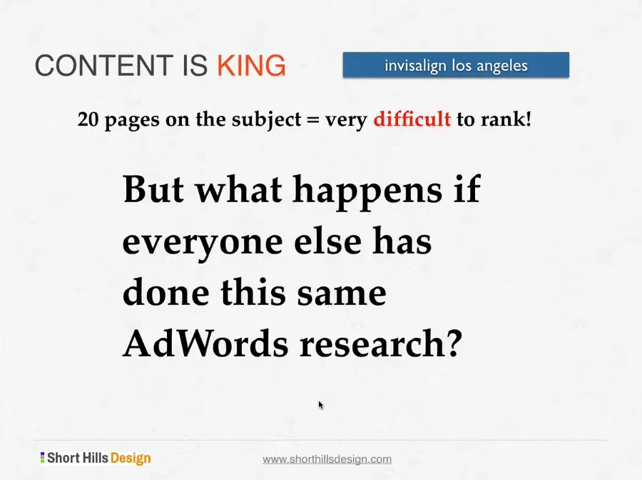 CONTENT IS KING
invisalign los angeles
20 pages on the subject = very difficult to rank!
But what happens if
everyone else has
done this same
AdWords research?
Short Hills Design
www.shorthillsdesign.com